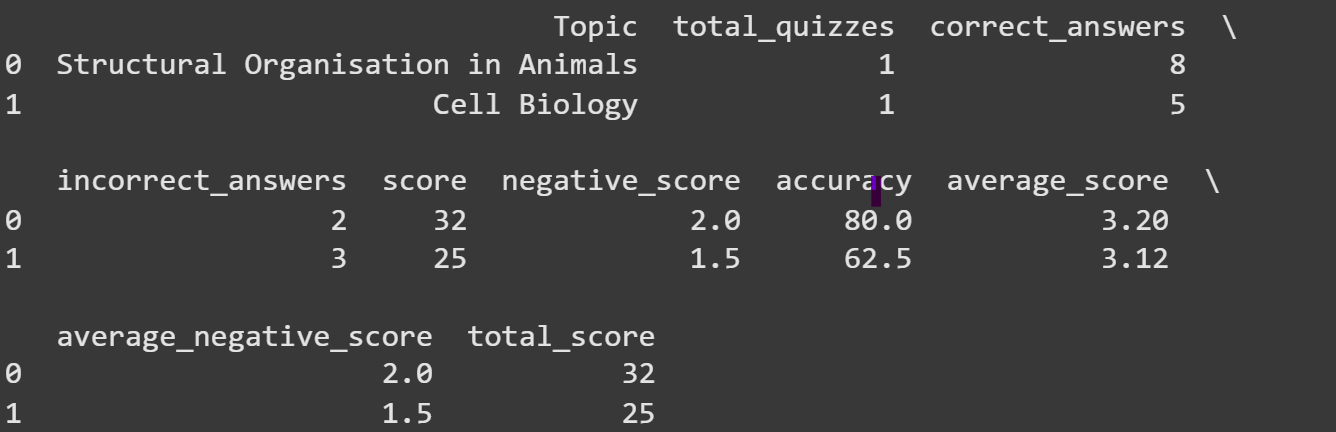 Topic total_quizzes correct_answers \
0 Structural Organisation in Animals 1 8
1 Cell Biology 1 5
incorrect_answers score negative_score accuracy average_score \
0 2 32 2.0 80.0 3.20
1 3 25 1.5 62.5 3.12
average_negative_score total_score
0 2.0 32
1 1.5 25